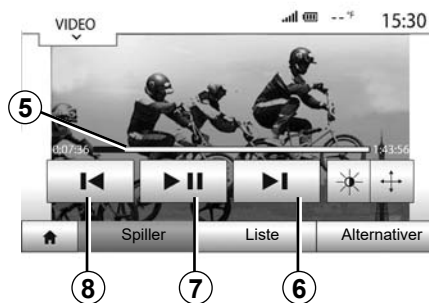 VIDEO
--°F 15:30
5
0:07:36 1:43:56
Spiller Liste Alternativer
8 7 6